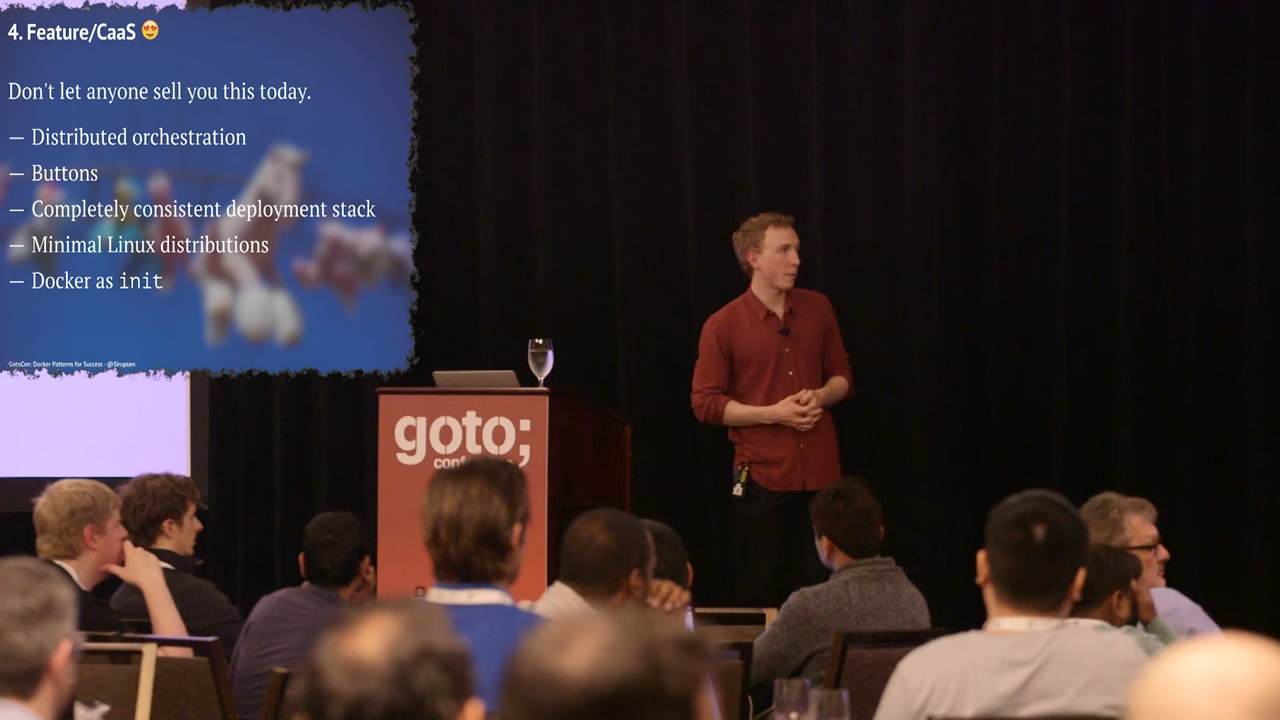 4. Feature/CaaS 😍
Don't let anyone sell you this today.
— Distributed orchestration
— Buttons
— Completely consistent deployment stack
— Minimal Linux distributions
— Docker as init
GotoCon: Docker Patterns for Success - @Sirupsen
goto;